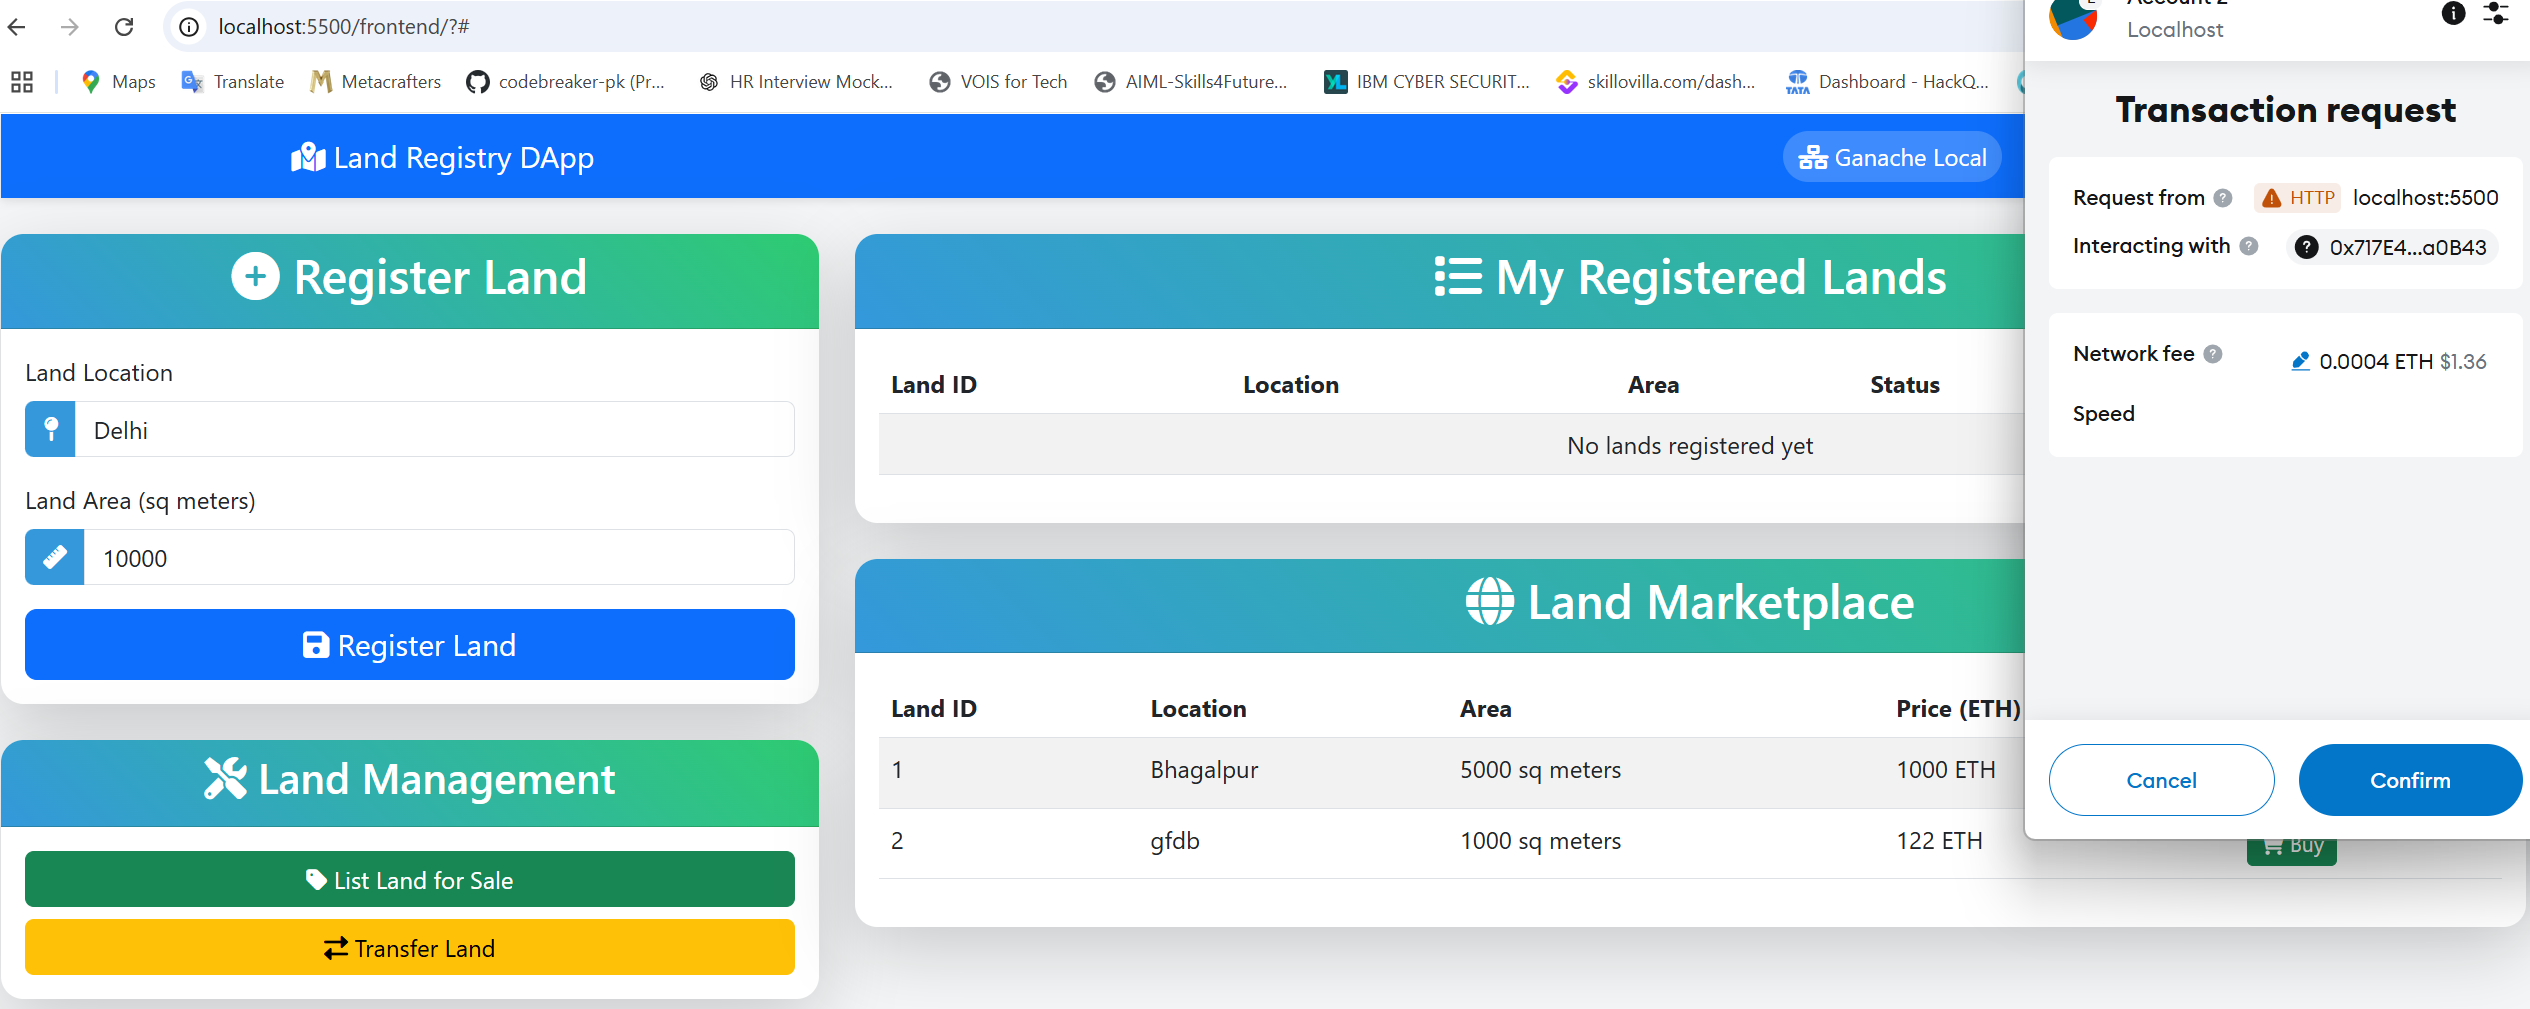 localhost:5500/frontend/?#
Maps
Translate
Metacrafters
codebreaker-pk (Pr...
HR Interview Mock...
VOIS for Tech
AIML-Skills4Future...
IBM CYBER SECURIT...
skillovilla.com/dash...
TATA
Dashboard - HackQ...
Land Registry DApp
Ganache Local
Register Land
Land Location
Delhi
Land Area (sq meters)
10000
Register Land
Land Management
List Land for Sale
Transfer Land
My Registered Lands
Land ID Location Area Status
No lands registered yet
Land Marketplace
Land ID Location Area Price (ETH)
1 Bhagalpur 5000 sq meters 1000 ETH
2 gfdb 1000 sq meters 122 ETH
Buy
Account 2
Localhost
Transaction request
Request from HTTP localhost:5500
Interacting with 0x717E4...a0B43
Network fee 0.0004 ETH $1.36
Speed
Cancel
Confirm